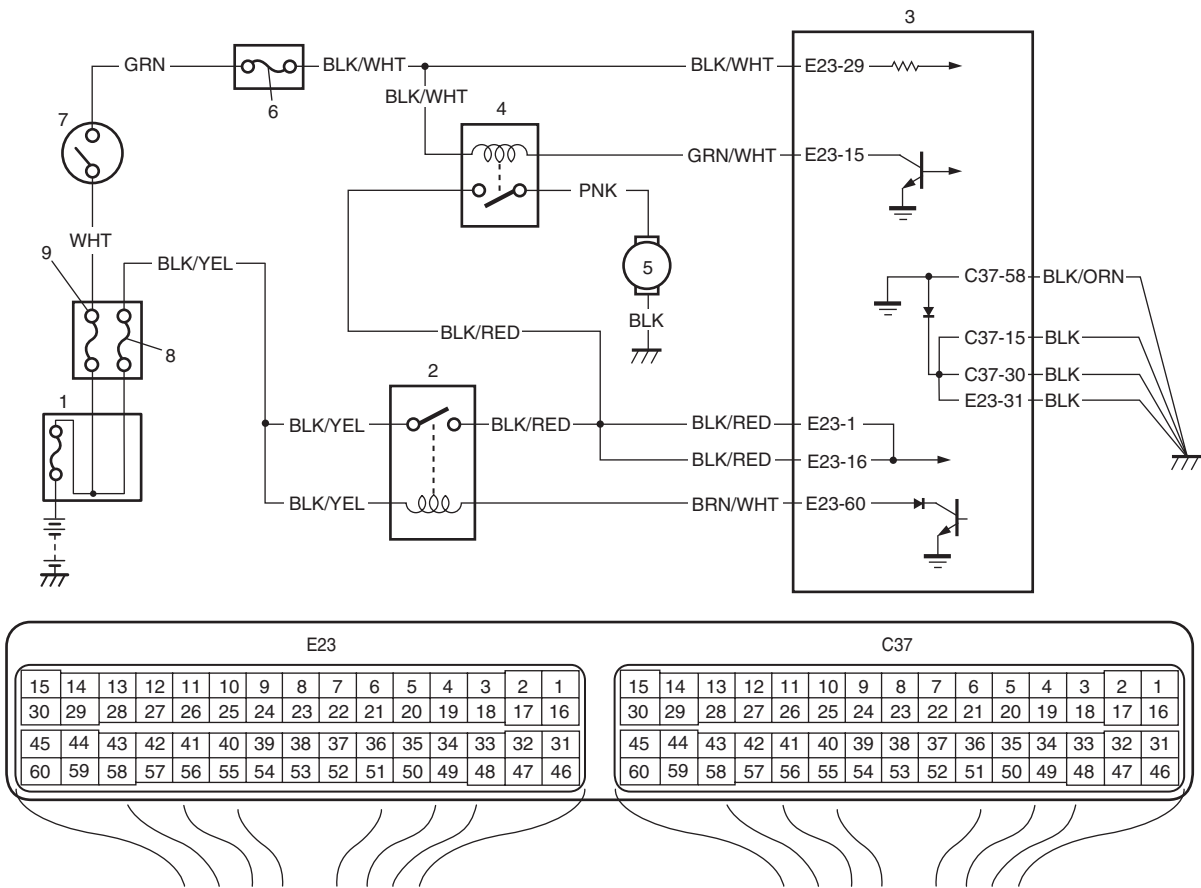 3
GRN
BLK/WHT
BLK/WHT
E23-29
6
BLK/WHT
4
7
GRN/WHT
E23-15
PNK
WHT
9
BLK/YEL
5
C37-58
BLK/ORN
BLK
BLK/RED
8
C37-15
BLK
2
C37-30
BLK
1
E23-31
BLK
BLK/YEL
BLK/RED
BLK/RED
E23-1
BLK/RED
E23-16
BLK/YEL
BRN/WHT
E23-60
E23
15 14 13 12 11 10 9 8 7 6 5 4 3 2 1
30 29 28 27 26 25 24 23 22 21 20 19 18 17 16
45 44 43 42 41 40 39 38 37 36 35 34 33 32 31
60 59 58 57 56 55 54 53 52 51 50 49 48 47 46
C37
15 14 13 12 11 10 9 8 7 6 5 4 3 2 1
30 29 28 27 26 25 24 23 22 21 20 19 18 17 16
45 44 43 42 41 40 39 38 37 36 35 34 33 32 31
60 59 58 57 56 55 54 53 52 51 50 49 48 47 46